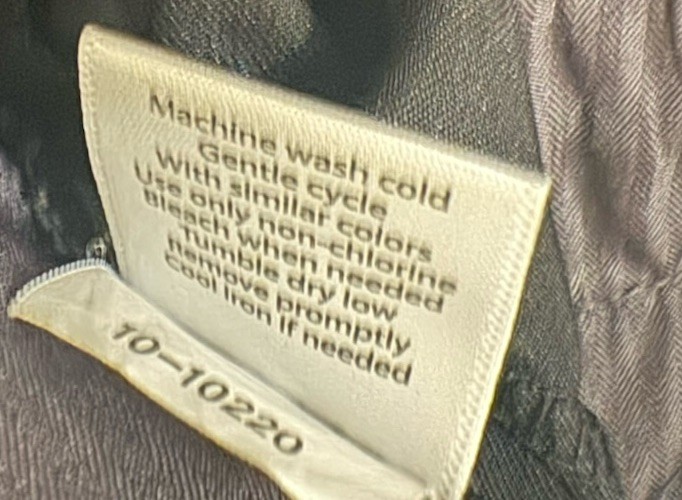 Machine wash cold
Gentle cycle
With similar colors
Use only non-chlorine
Bleach when needed
Tumble dry low
Remove promptly
Cool Iron If needed
10-10220